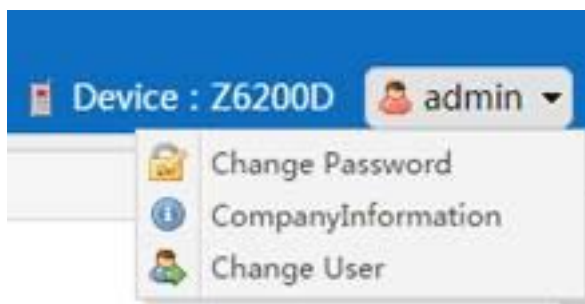 Device : Z6200D admin
Change Password
CompanyInformation
Change User